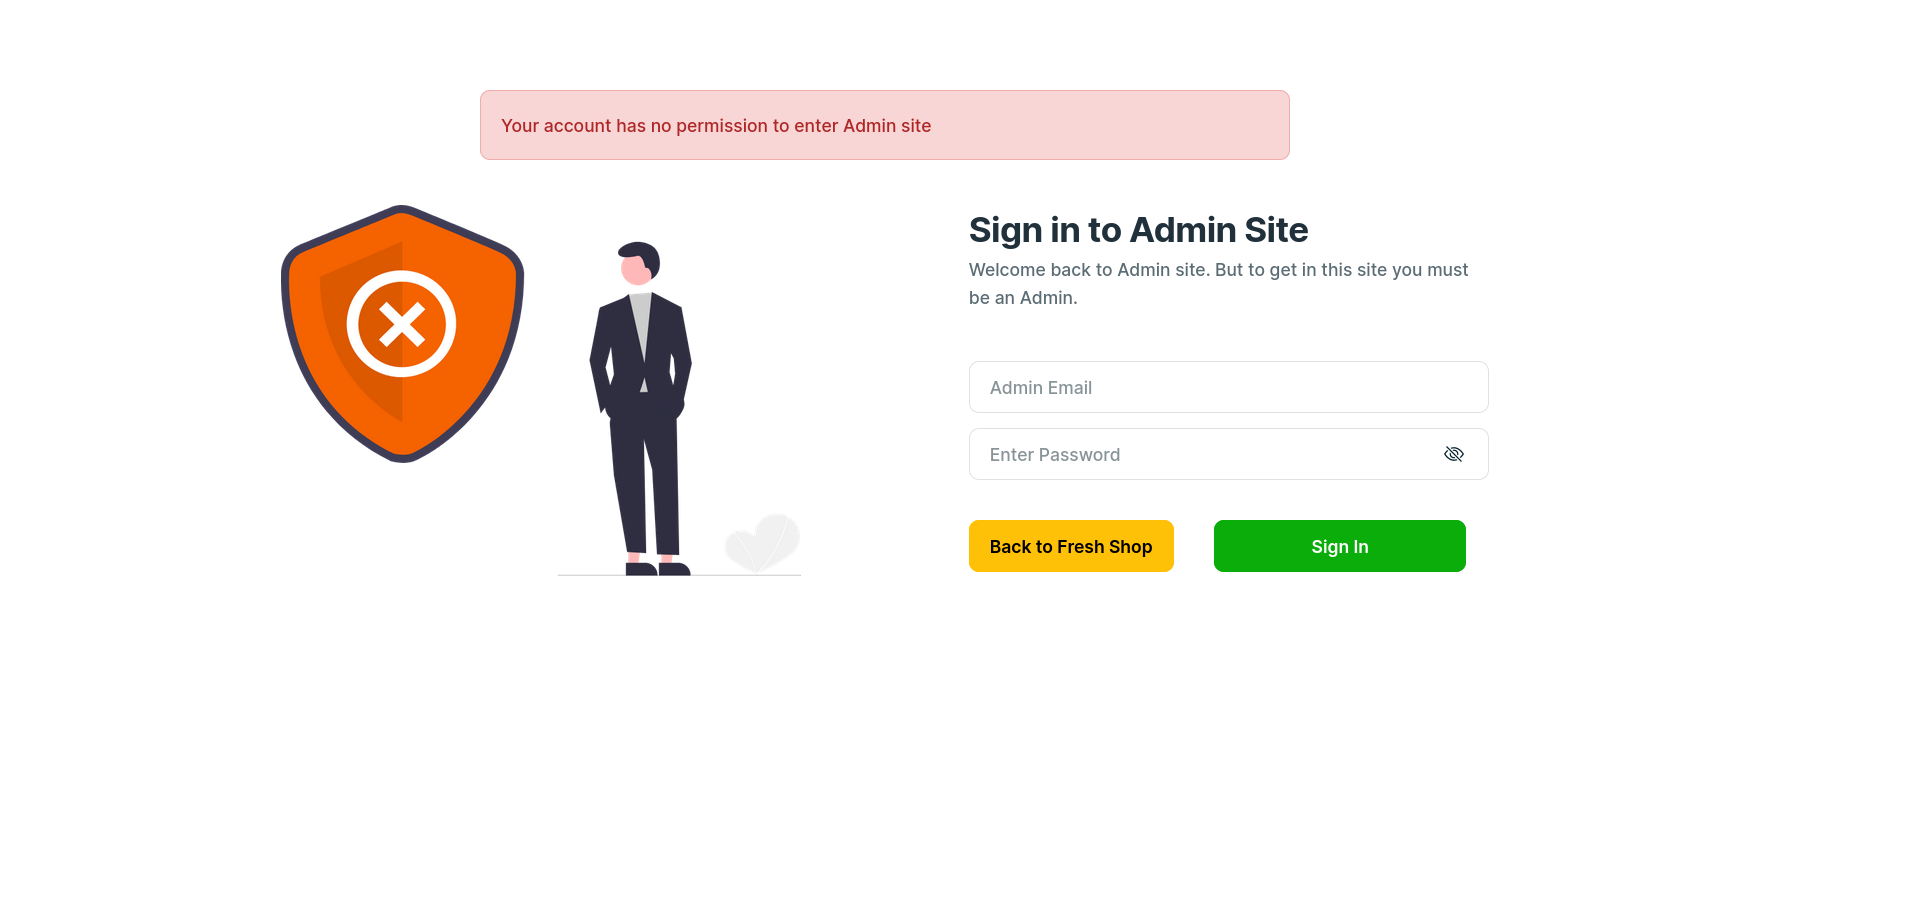 Your account has no permission to enter Admin site
Sign in to Admin Site
Welcome back to Admin site. But to get in this site you must
be an Admin.
Admin Email
Enter Password
Back to Fresh Shop
Sign In